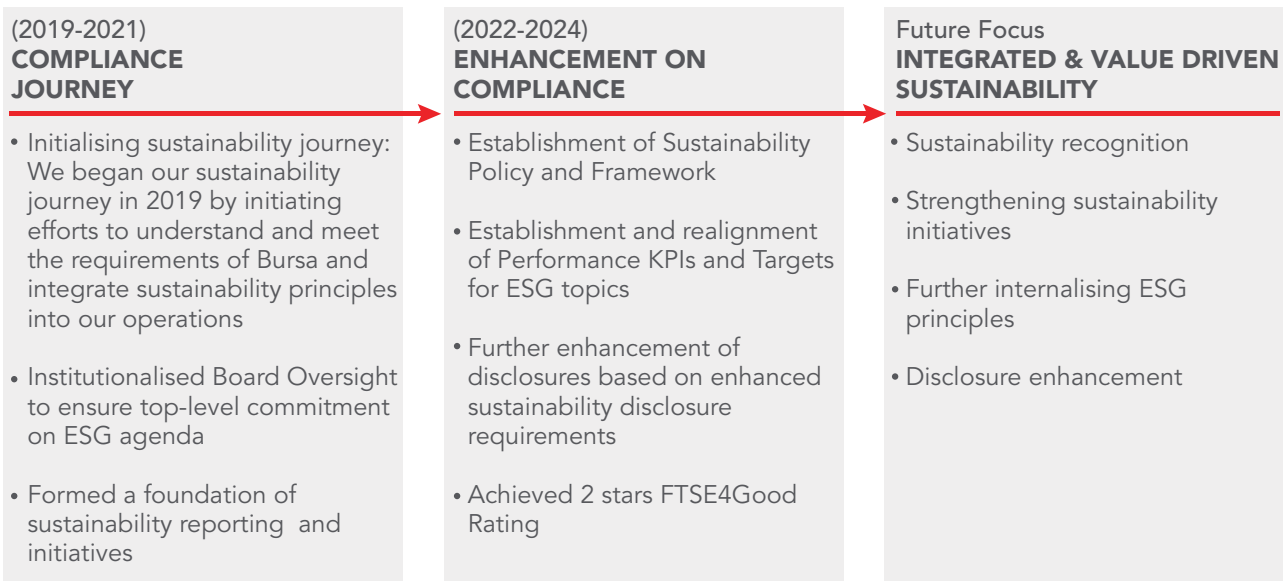 (2019-2021)
COMPLIANCE
JOURNEY
• Initialising sustainability journey:
We began our sustainability
journey in 2019 by initiating
efforts to understand and meet
the requirements of Bursa and
integrate sustainability principles
into our operations
• Institutionalised Board Oversight
to ensure top-level commitment
on ESG agenda
• Formed a foundation of
sustainability reporting and
initiatives
(2022-2024)
ENHANCEMENT ON
COMPLIANCE
• Establishment of Sustainability
Policy and Framework
• Establishment and realignment
of Performance KPIs and Targets
for ESG topics
• Further enhancement of
disclosures based on enhanced
sustainability disclosure
requirements
• Achieved 2 stars FTSE4Good
Rating
Future Focus
INTEGRATED & VALUE DRIVEN
SUSTAINABILITY
• Sustainability recognition
• Strengthening sustainability
initiatives
• Further internalising ESG
principles
• Disclosure enhancement